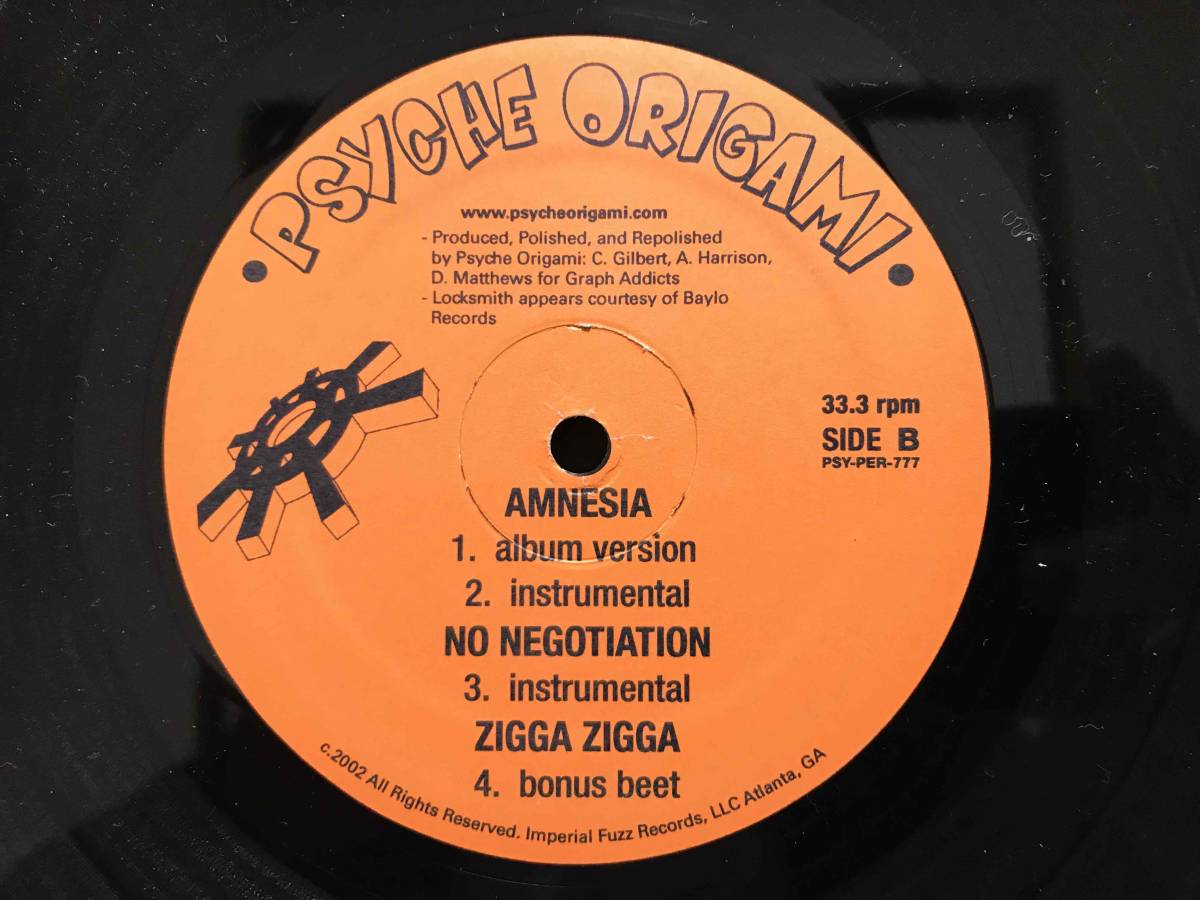 • PSYCHE ORIGAMI •
www.psycheorigami.com
- Produced, Polished, and Repolished
by Psyche Origami: C. Gilbert, A. Harrison,
D. Matthews for Graph Addicts
- Locksmith appears courtesy of Baylo
Records
33.3 rpm
SIDE B
PSY-PER-777
AMNESIA
1. album version
2. instrumental
NO NEGOTIATION
3. instrumental
ZIGGA ZIGGA
4. bonus beet
c.2002 All Rights Reserved. Imperial Fuzz Records, LLC Atlanta, GA